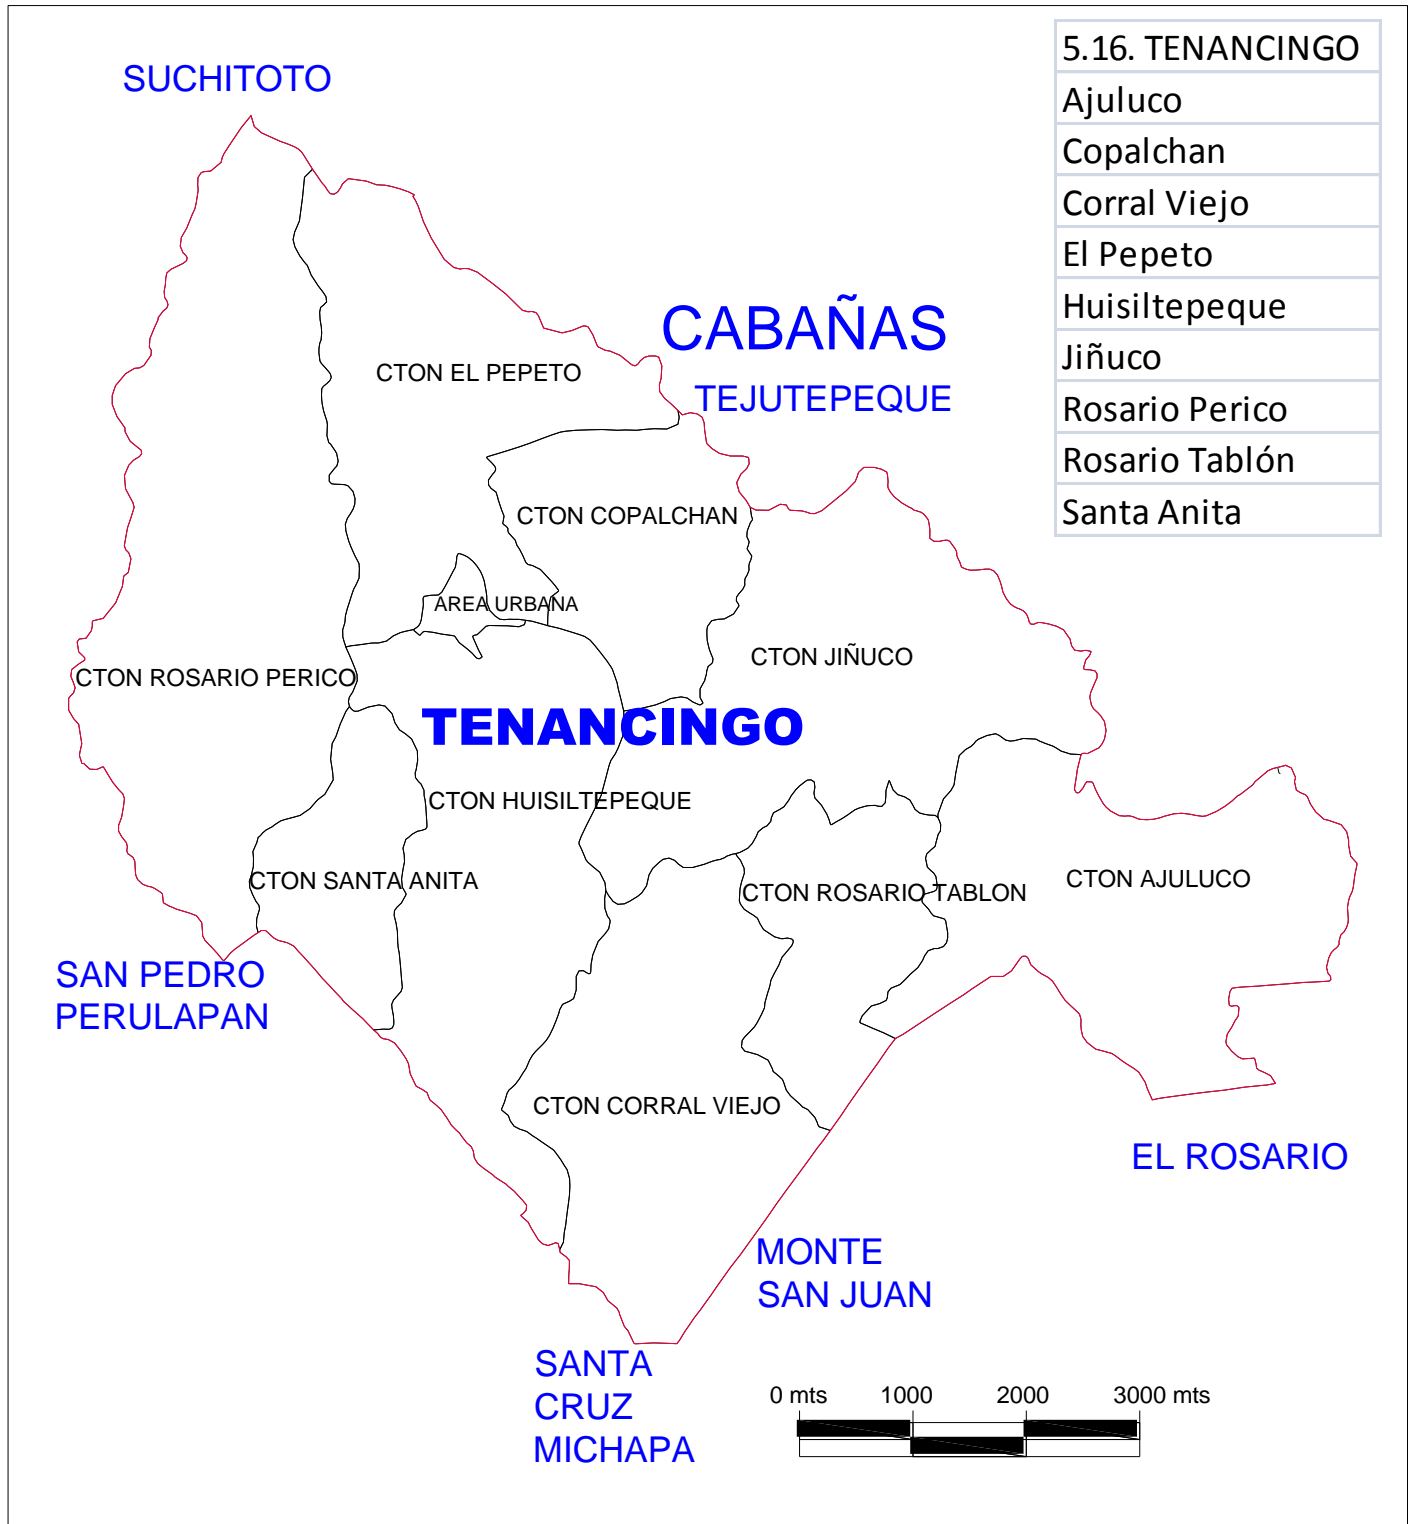 5.16. TENANCINGO
Ajuluco
Copalchan
Corral Viejo
El Pepeto
Huisiltepeque
Jiñuco
Rosario Perico
Rosario Tablón
Santa Anita
SUCHITOTO
CABAÑAS
TEJUTEPEQUE
CTON EL PEPETO
CTON COPALCHAN
AREA URBANA
CTON JIÑUCO
CTON ROSARIO PERICO
TENANCINGO
CTON HUISILTEPEQUE
CTON SANTA ANITA
CTON ROSARIO TABLON
CTON AJULUCO
SAN PEDRO
PERULAPAN
CTON CORRAL VIEJO
EL ROSARIO
MONTE
SAN JUAN
SANTA
CRUZ
MICHAPA
0 mts 1000 2000 3000 mts